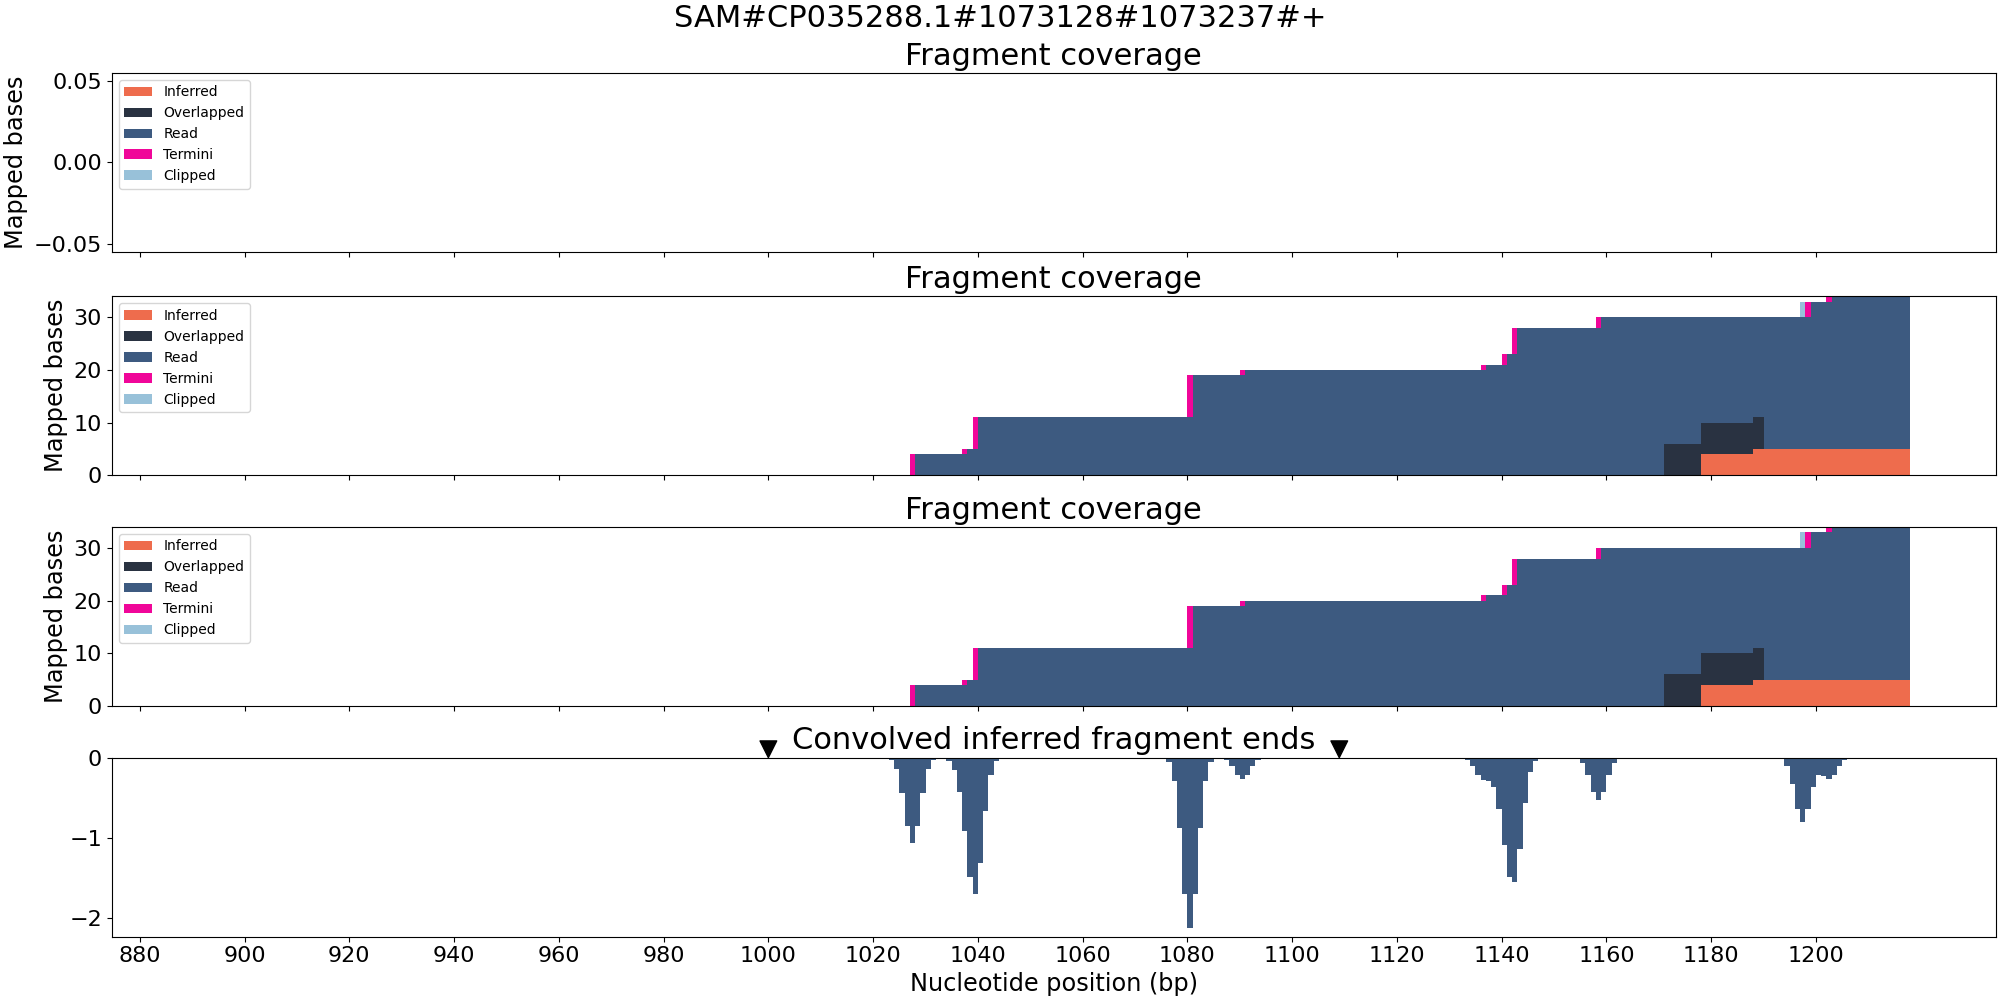 SAM#CP035288.1#1073128#1073237#+
Fragment coverage
0.05
0.00
−0.05
Mapped bases
Inferred
Overlapped
Read
Termini
Clipped
Fragment coverage
30
20
10
0
Mapped bases
Inferred
Overlapped
Read
Termini
Clipped
Fragment coverage
30
20
10
0
Mapped bases
Inferred
Overlapped
Read
Termini
Clipped
Convolved inferred fragment ends
0
−1
−2
880 900 920 940 960 980 1000 1020 1040 1060 1080 1100 1120 1140 1160 1180 1200
Nucleotide position (bp)